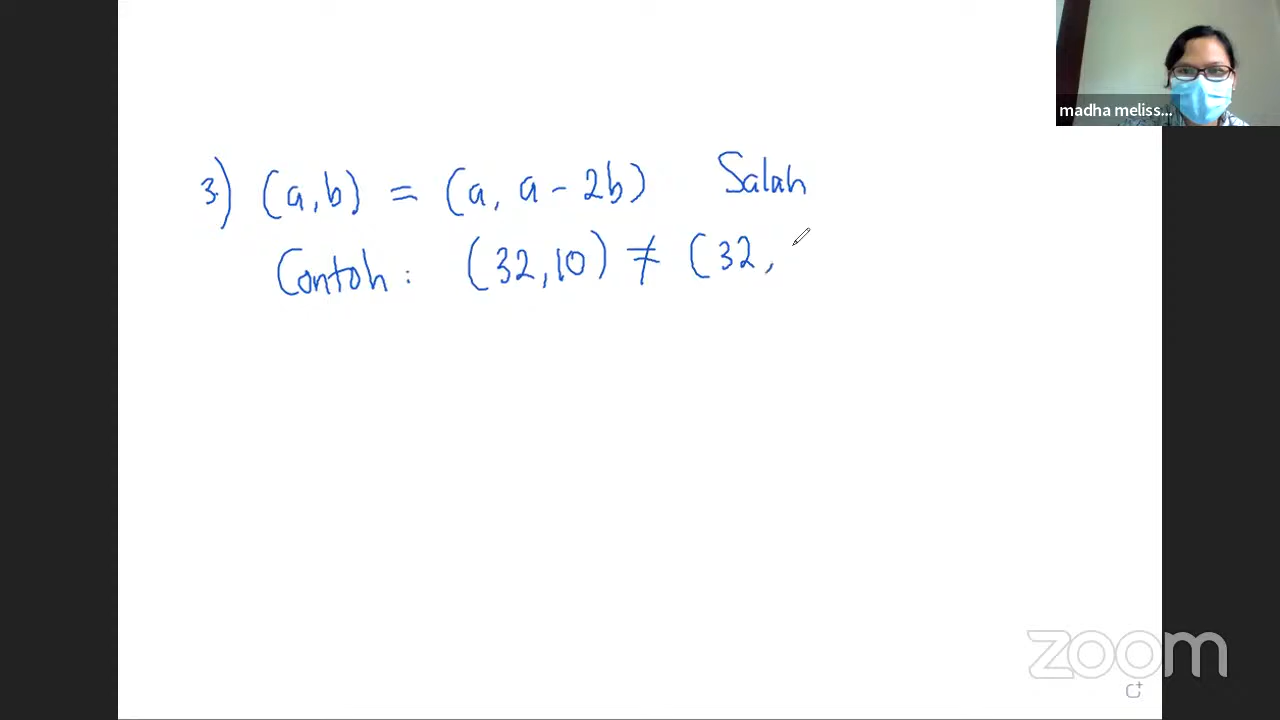 madha meliss...
3.) (a, b) = (a, a - 2b) Salah
Contoh : (32, 10) ≠ (32,
zoom